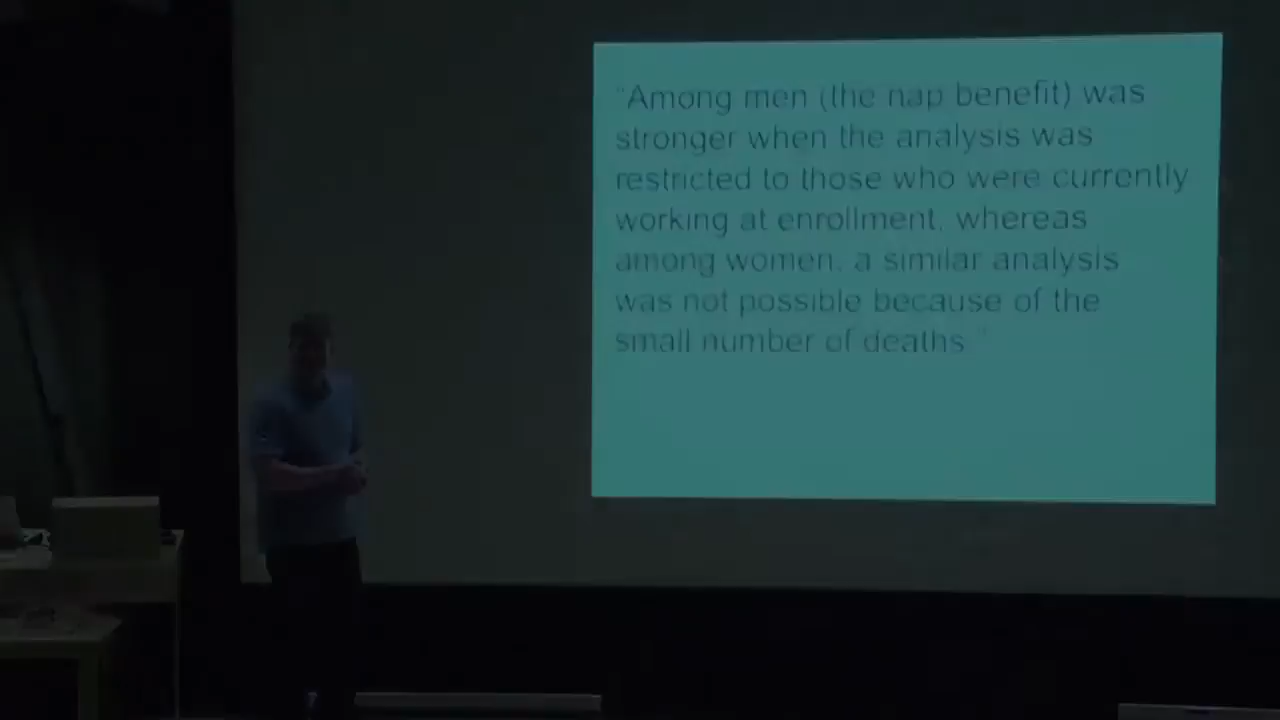 "Among men (the nap benefit) was
stronger when the analysis was
restricted to those who were currently
working at enrollment, whereas
among women, a similar analysis
was not possible because of the
small number of deaths."